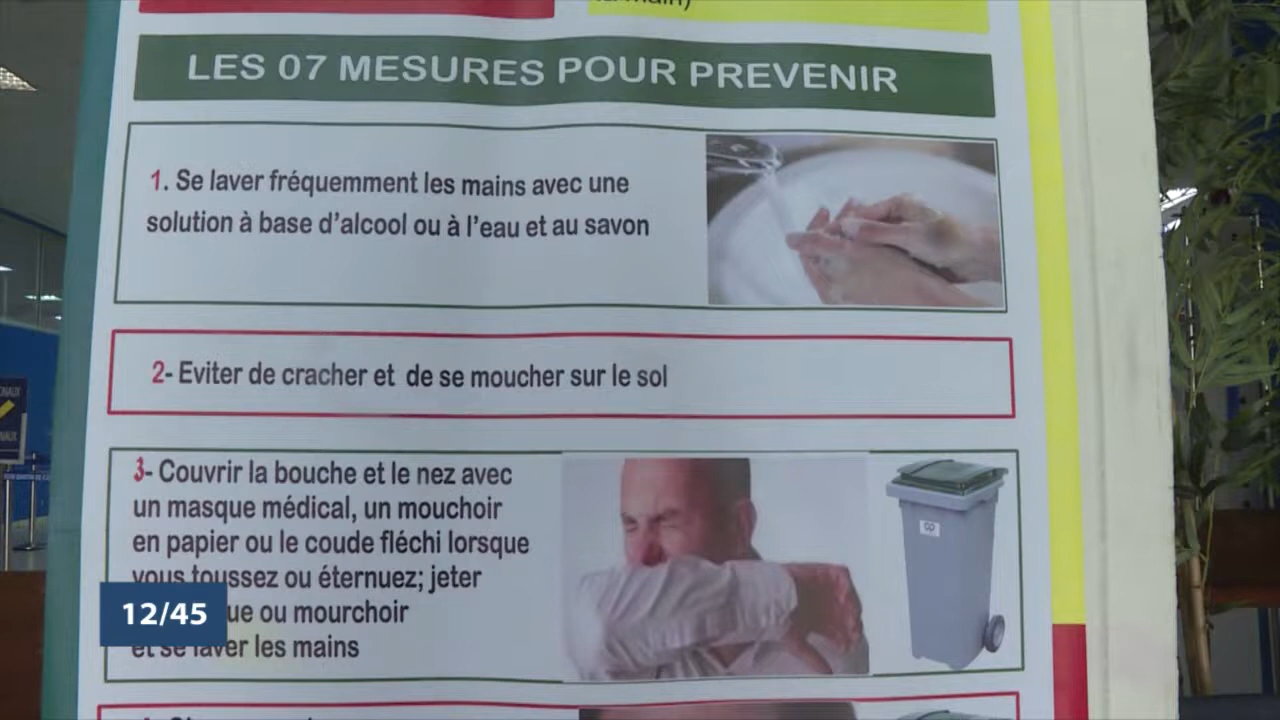 main)
LES 07 MESURES POUR PREVENIR
1. Se laver fréquemment les mains avec une
solution à base d'alcool ou à l'eau et au savon
2- Eviter de cracher et de se moucher sur le sol
3- Couvrir la bouche et le nez avec
un masque médical, un mouchoir
en papier ou le coude fléchi lorsque
vous toussez ou éternuez; jeter
ue ou mourchoir
et se laver les mains
12/45